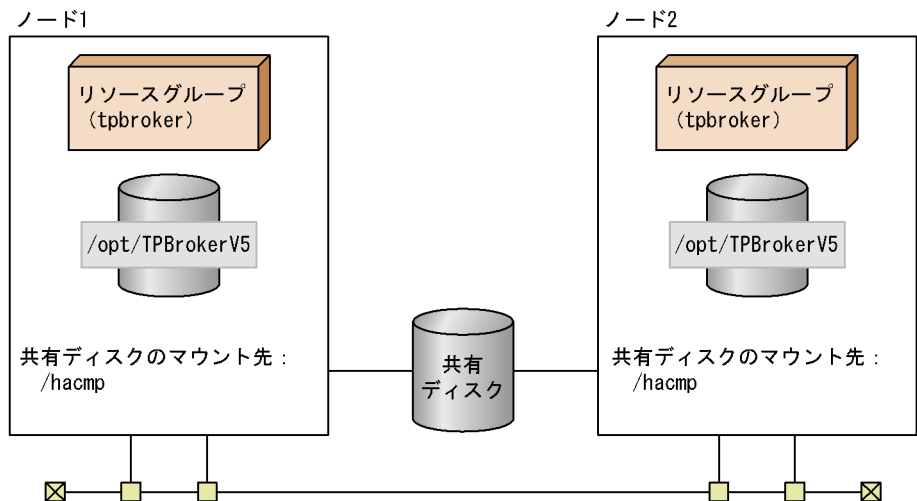 ノード1
リソースグループ
(tpbroker)
/opt/TPBrokerV5
共有ディスクのマウント先:
/hacmp
共有
ディスク
ノード2
リソースグループ
(tpbroker)
/opt/TPBrokerV5
共有ディスクのマウント先:
/hacmp